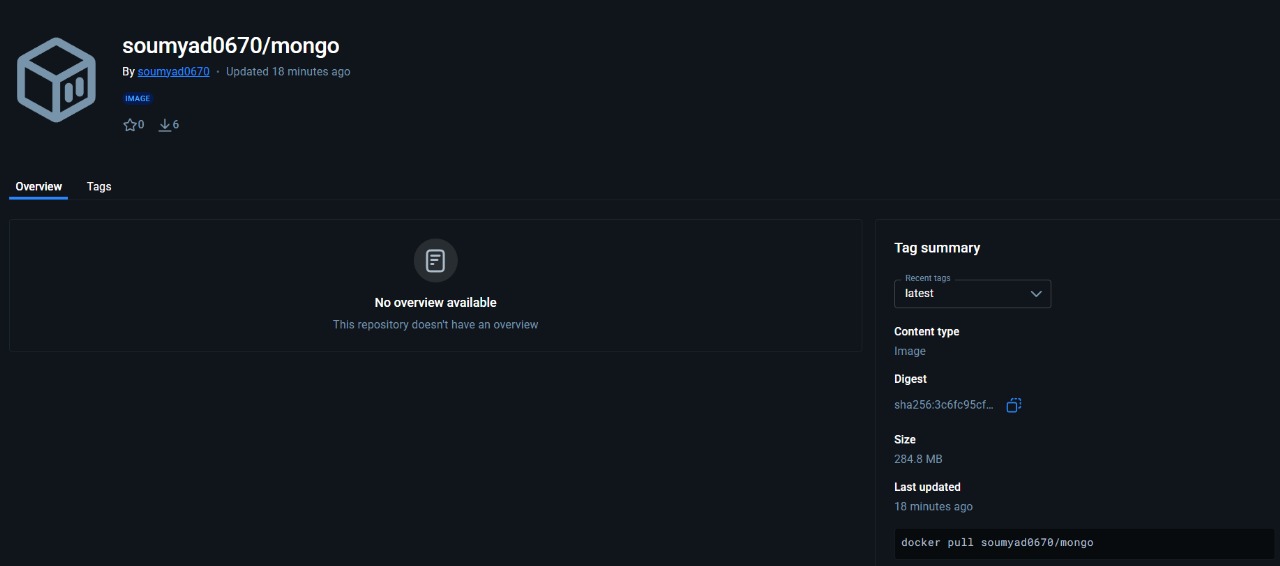 soumyad0670/mongo
By soumyad0670 · Updated 18 minutes ago
IMAGE
0 6
Overview Tags
No overview available
This repository doesn't have an overview
Tag summary
Recent tags
latest
Content type
Image
Digest
sha256:3c6fc95cf...
Size
284.8 MB
Last updated
18 minutes ago
docker pull soumyad0670/mongo